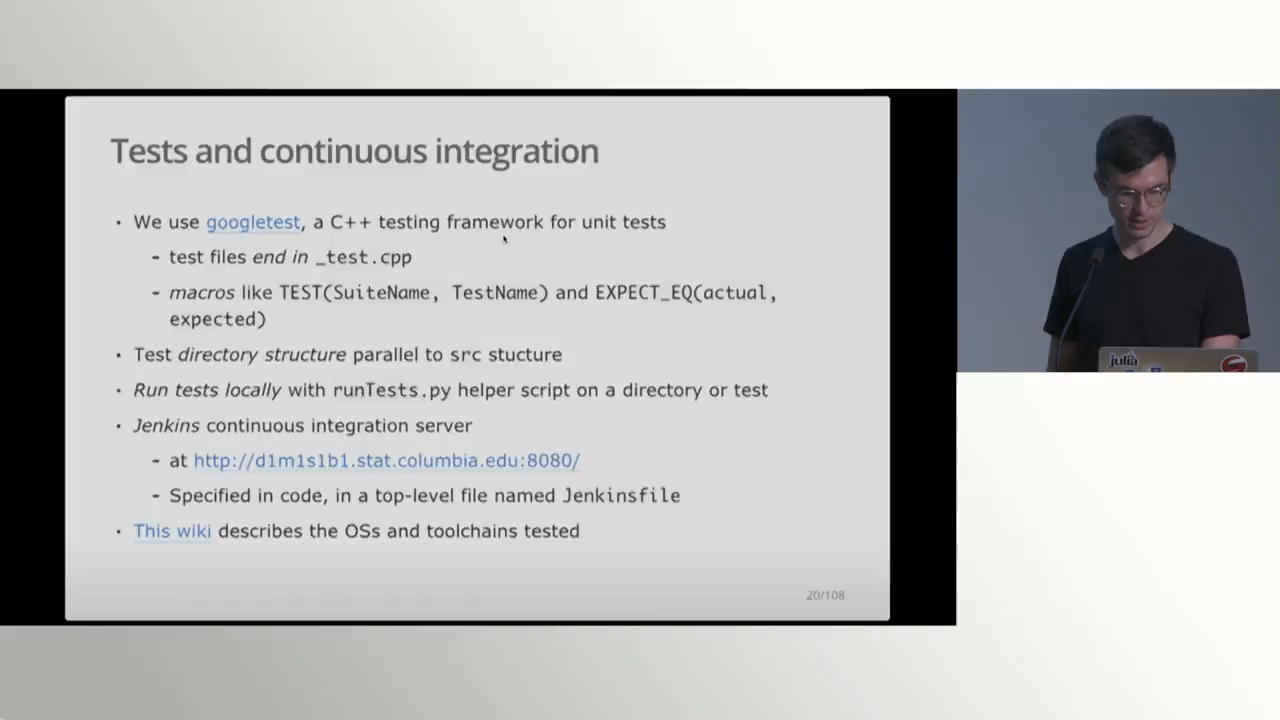 Tests and continuous integration
• We use googletest, a C++ testing framework for unit tests
- test files end in _test.cpp
- macros like TEST(SuiteName, TestName) and EXPECT_EQ(actual,
expected)
• Test directory structure parallel to src stucture
• Run tests locally with runTests.py helper script on a directory or test
• Jenkins continuous integration server
- at http://d1m1s1b1.stat.columbia.edu:8080/
- Specified in code, in a top-level file named Jenkinsfile
• This wiki describes the OSs and toolchains tested
20/108
julia